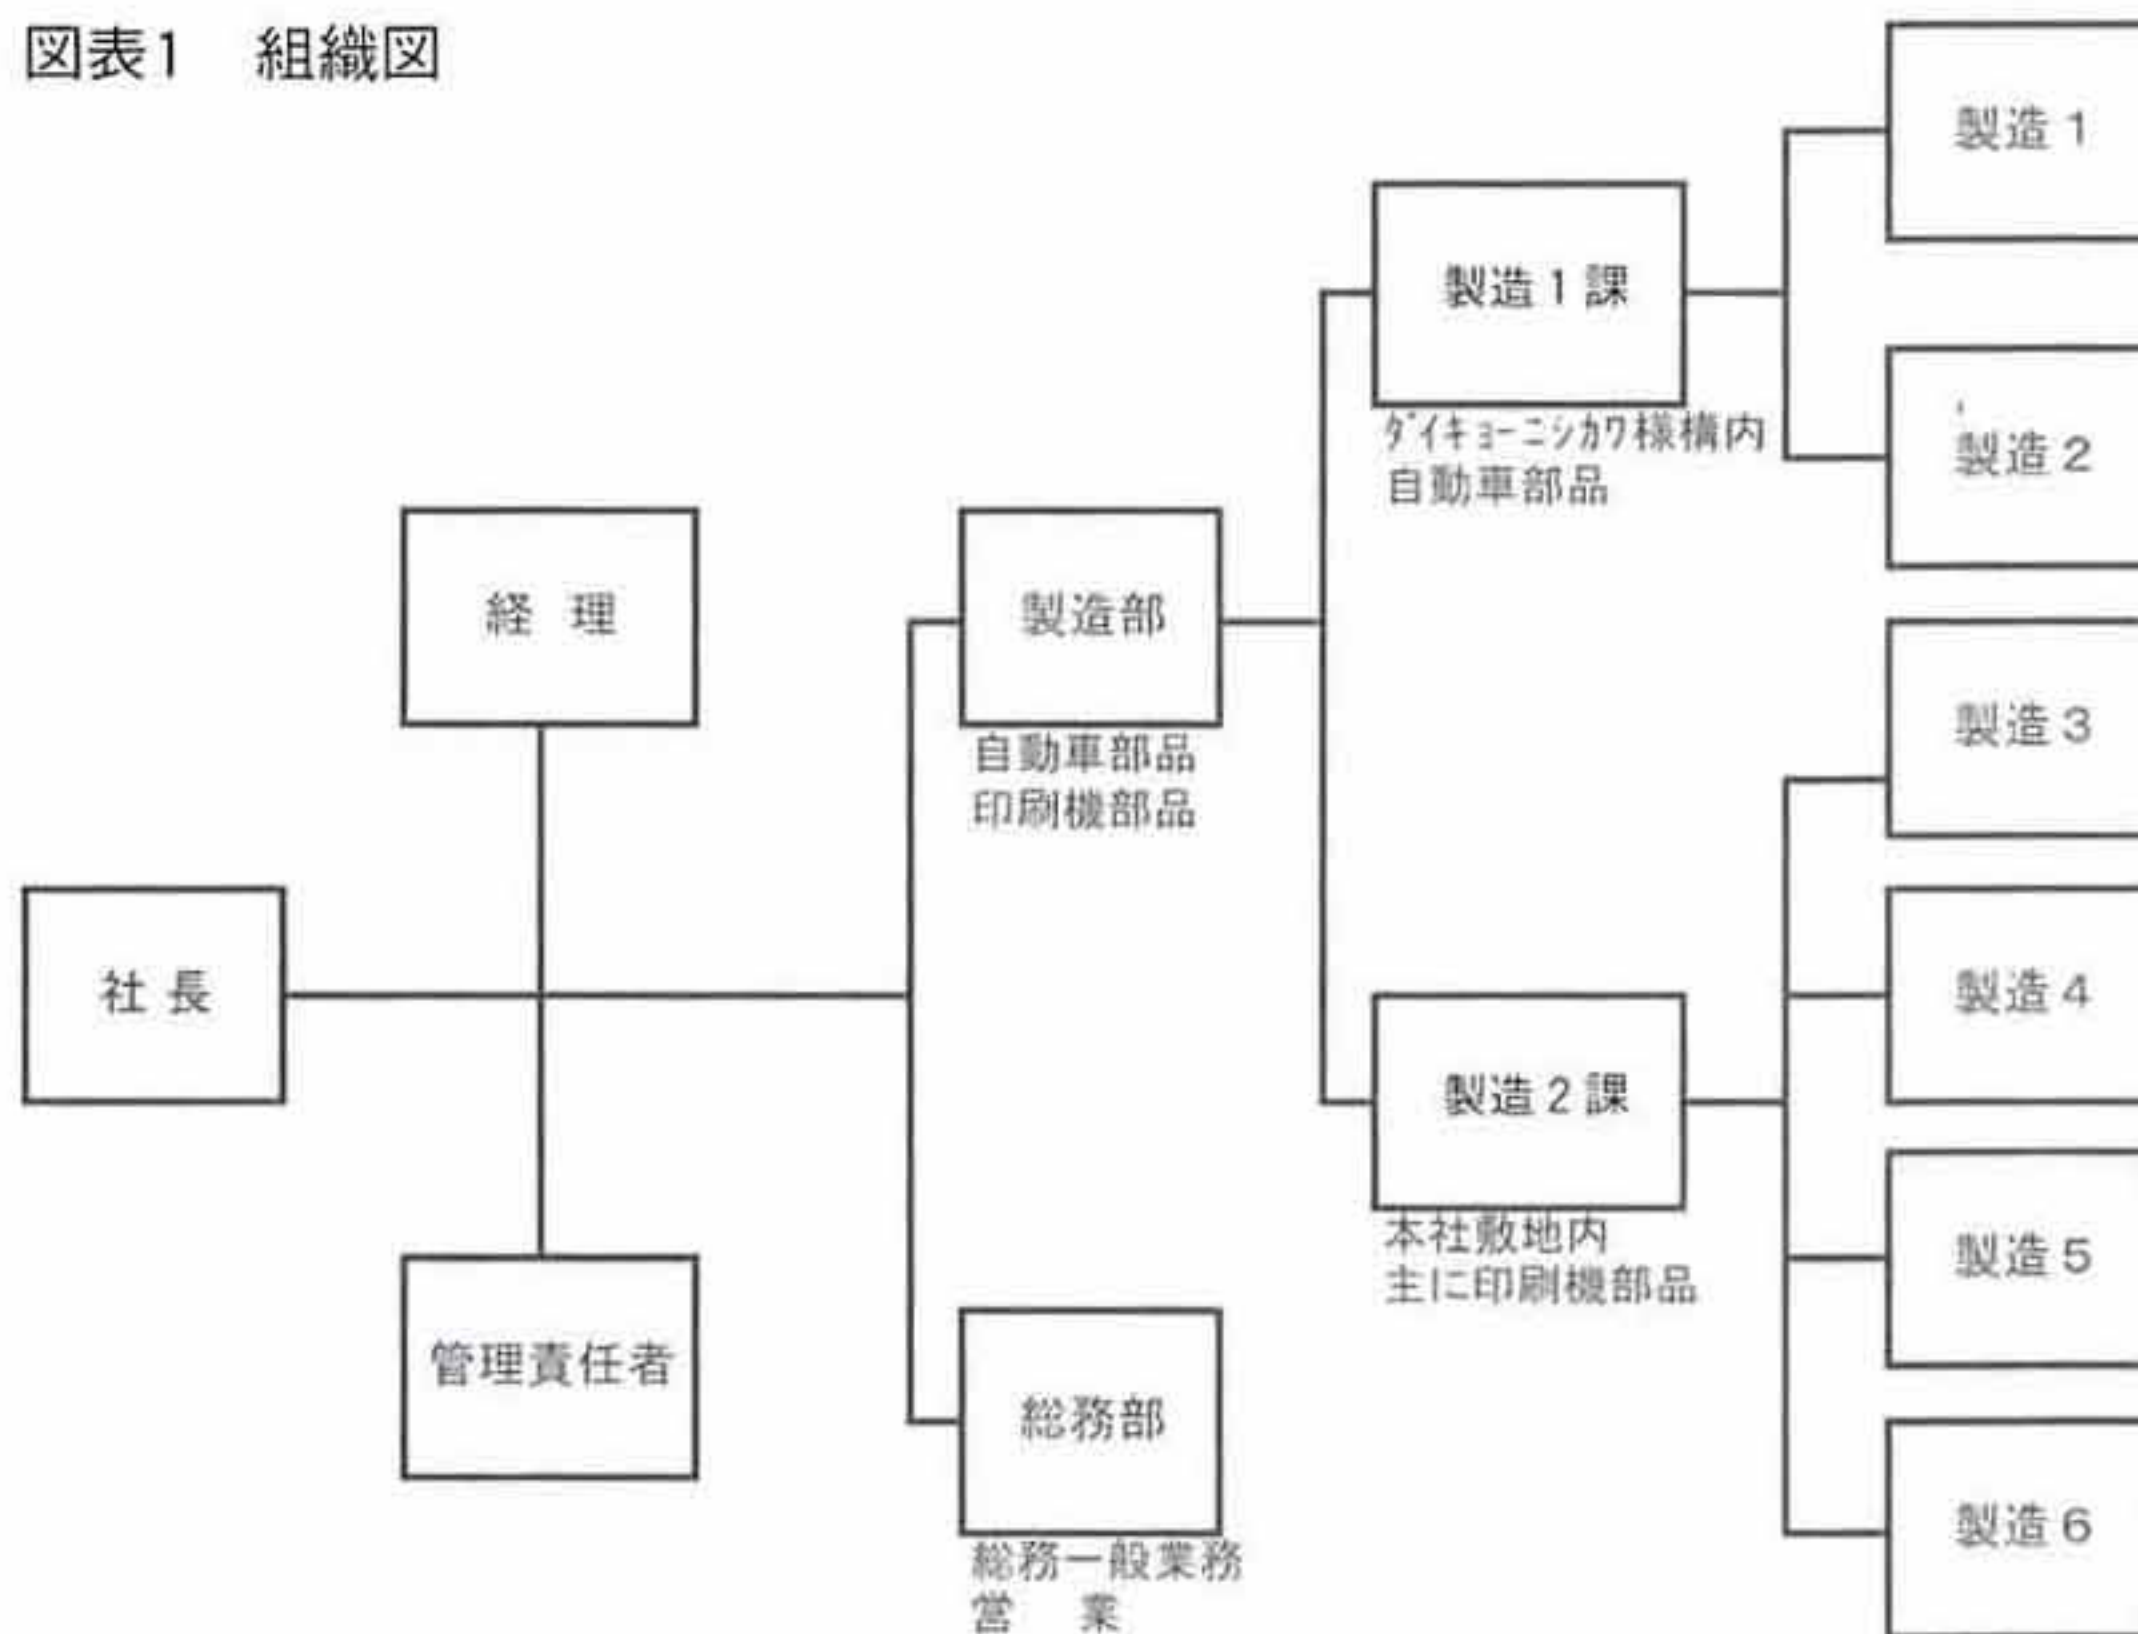 図表1 組織図
製造1
製造1課
ダイキョーニシカワ様構内
自動車部品
製造2
経 理
製造部
自動車部品
印刷機部品
製造3
社 長
製造4
製造2課
本社敷地内
主に印刷機部品
製造5
管理責任者
総務部
総務一般業務
営 業
製造6